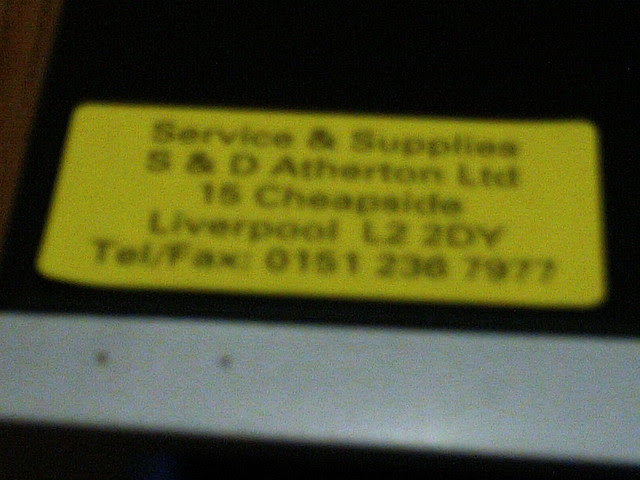 Service & Supplies
S & D Atherton Ltd
15 Cheapside
Liverpool L2 2DY
Tel/Fax: 0151 236 7977